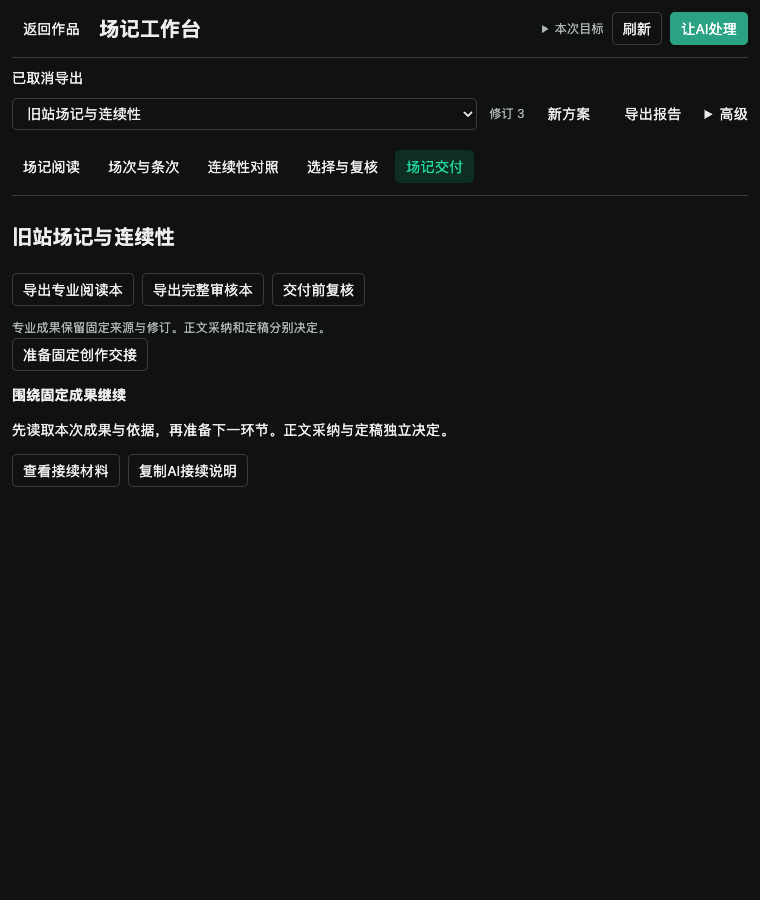 返回作品 场记工作台 ▶ 本次目标 刷新 让AI处理
已取消导出
旧站场记与连续性 修订 3 新方案 导出报告 ▶ 高级
场记阅读 场次与条次 连续性对照 选择与复核 场记交付
旧站场记与连续性
导出专业阅读本 导出完整审核本 交付前复核
专业成果保留固定来源与修订。正文采纳和定稿分别决定。
准备固定创作交接
围绕固定成果继续
先读取本次成果与依据，再准备下一环节。正文采纳与定稿独立决定。
查看接续材料 复制AI接续说明